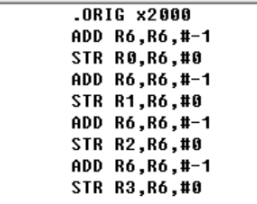 .ORIG x2000
ADD R6,R6,#-1
STR R0,R6,#0
ADD R6,R6,#-1
STR R1,R6,#0
ADD R6,R6,#-1
STR R2,R6,#0
ADD R6,R6,#-1
STR R3,R6,#0